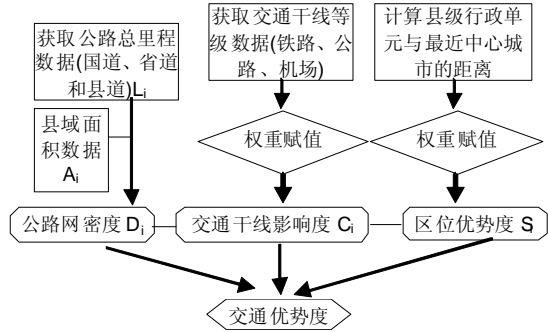 获取公路总里程
数据(国道、省道
和县道)Li
县域面
积数据
Ai
获取交通干线等
级数据(铁路、公
路、机场)
计算县级行政单
元与最近中心城
市的距离
权重赋值
权重赋值
公路网密度 Di
交通干线影响度 Ci
区位优势度 Si
交通优势度